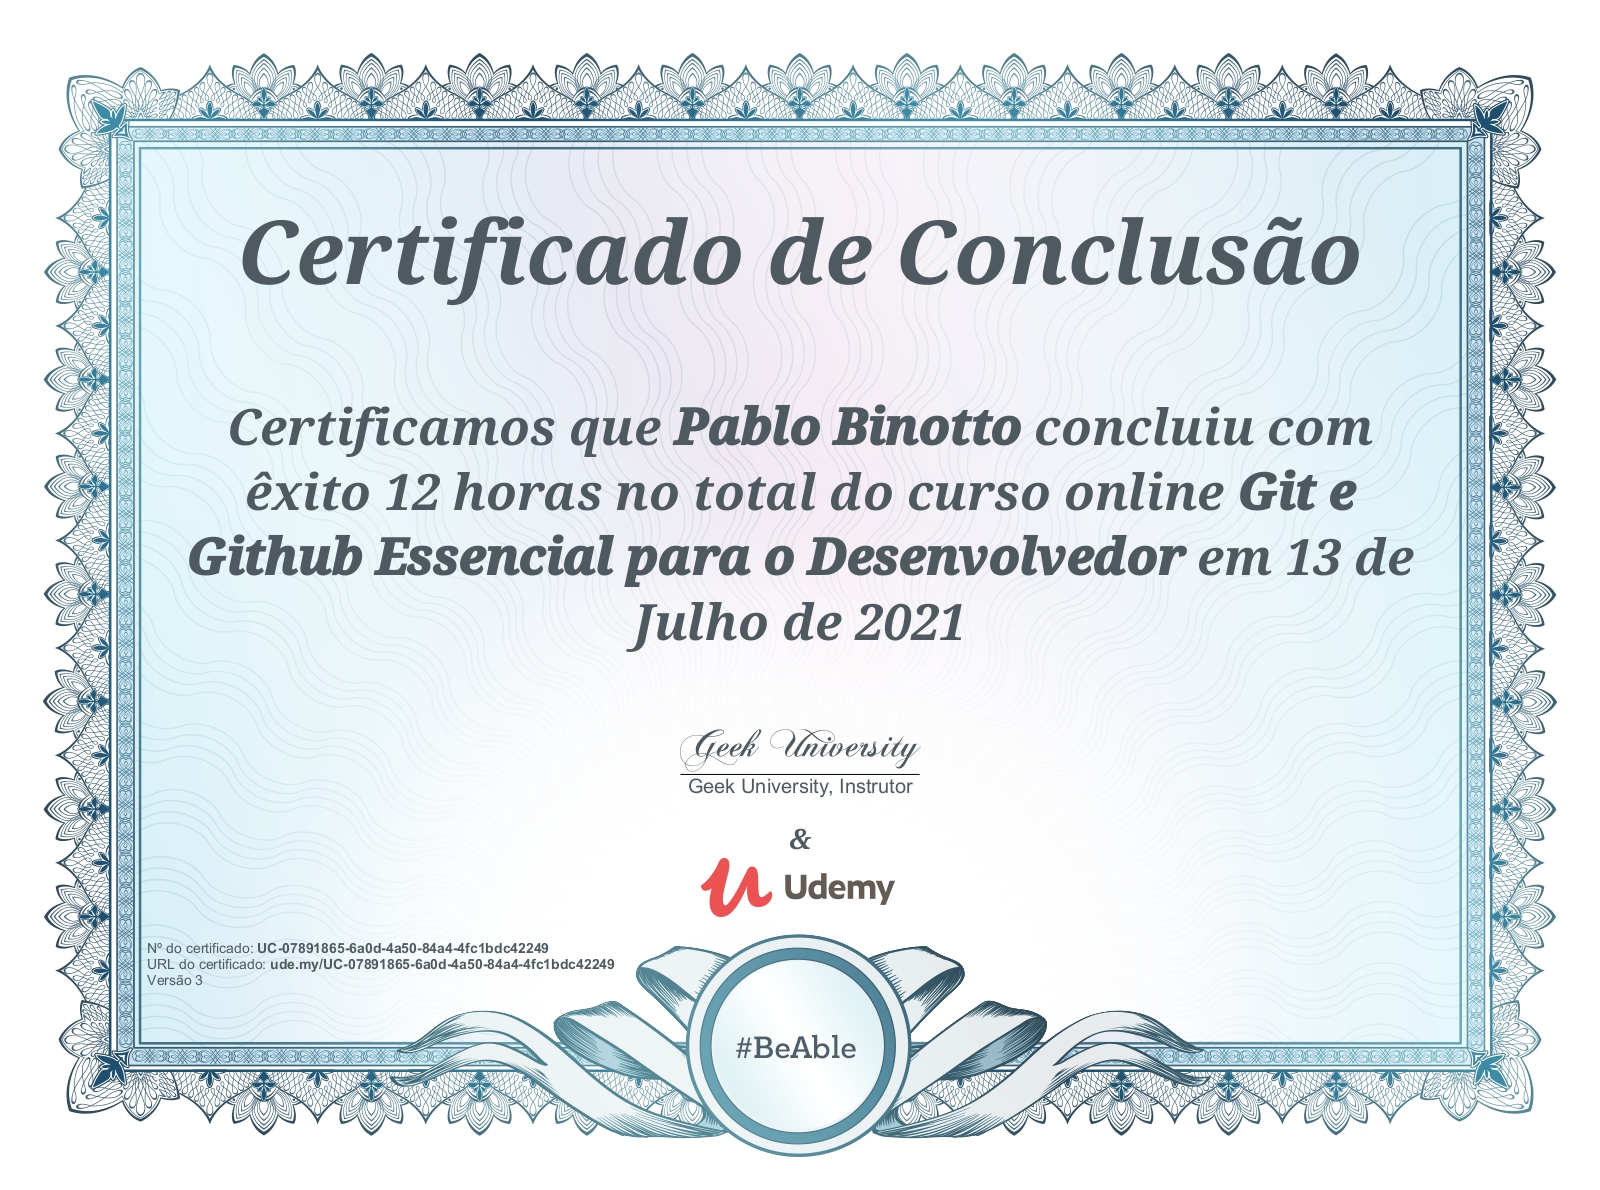 Certificado de Conclusão
Certificamos que Pablo Binotto concluiu com
êxito 12 horas no total do curso online Git e
Github Essencial para o Desenvolvedor em 13 de
Julho de 2021
Geek University
Geek University, Instrutor
&
Udemy
Nº do certificado: UC-07891865-6a0d-4a50-84a4-4fc1bdc42249
URL do certificado: ude.my/UC-07891865-6a0d-4a50-84a4-4fc1bdc42249
Versão 3
#BeAble